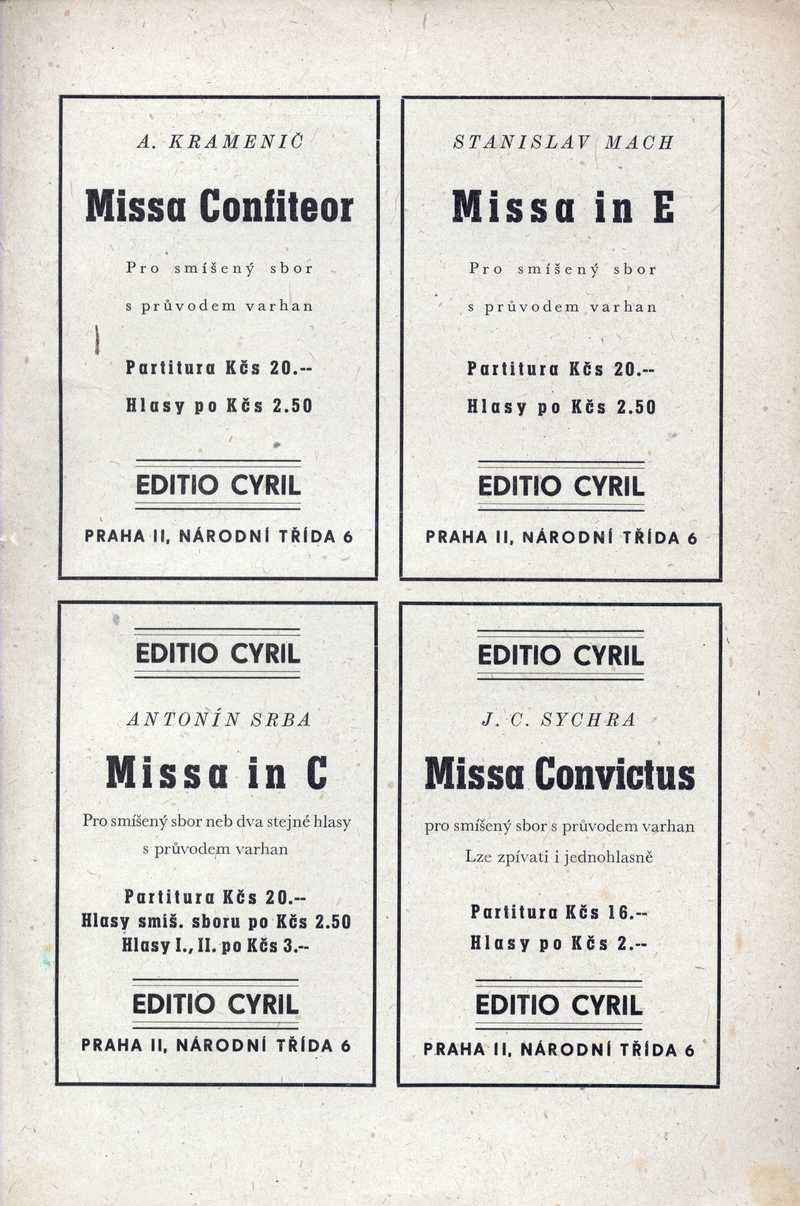 A. KRAMENIČ
Missa Confiteor
Pro smíšený sbor
s průvodem varhan
Partitura Kčs 20.--
Hlasy po Kčs 2.50
EDITIO CYRIL
PRAHA II, NÁRODNÍ TŘÍDA 6
STANISLAV MACH
Missa in E
Pro smíšený sbor
s průvodem varhan
Partitura Kčs 20.--
Hlasy po Kčs 2.50
EDITIO CYRIL
PRAHA II, NÁRODNÍ TŘÍDA 6
EDITIO CYRIL
ANTONÍN SRBA
Missa in C
Pro smíšený sbor neb dva stejné hlasy
s průvodem varhan
Partitura Kčs 20.--
Hlasy smíš. sboru po Kčs 2.50
Hlasy I., II. po Kčs 3.--
EDITIO CYRIL
PRAHA II, NÁRODNÍ TŘÍDA 6
EDITIO CYRIL
J. C. SYCHRA
Missa Convictus
pro smíšený sbor s průvodem varhan
Lze zpívati i jednohlasně
Partitura Kčs 16.--
Hlasy po Kčs 2.--
EDITIO CYRIL
PRAHA II, NÁRODNÍ TŘÍDA 6